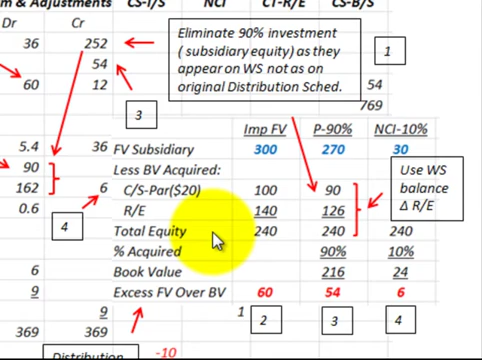 m & Adjustments CS-I/S NCI CT-R/E CS-B/S
Dr Cr
36 252
54
60 12
Eliminate 90% investment
( subsidiary equity) as they
appear on WS not as on
original Distribution Sched.
1
54
769
3
Imp FV P-90% NCI-10%
5.4 36 FV Subsidiary 300 270 30
90 Less BV Acquired:
162 6 C/S-Par($20) 100 90
0.6 R/E 140 126
Total Equity 240 240 240
% Acquired 90% 10%
6 Book Value 216 24
9 Excess FV Over BV 60 54 6
Use WS
balance
Δ R/E
4
9 1
2 3 4
369 369
Distribution -10